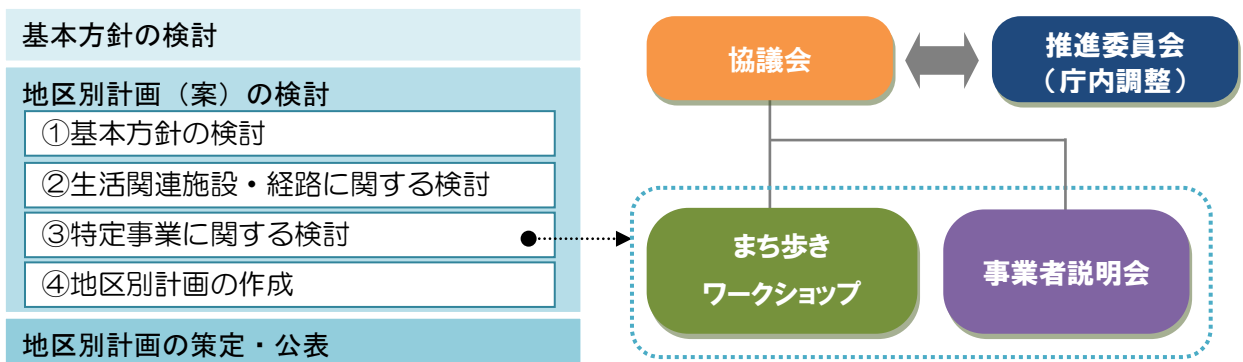 基本方針の検討
地区別計画（案）の検討
①基本方針の検討
②生活関連施設・経路に関する検討
③特定事業に関する検討
④地区別計画の作成
地区別計画の策定・公表
協議会
推進委員会
（庁内調整）
まち歩き
ワークショップ
事業者説明会